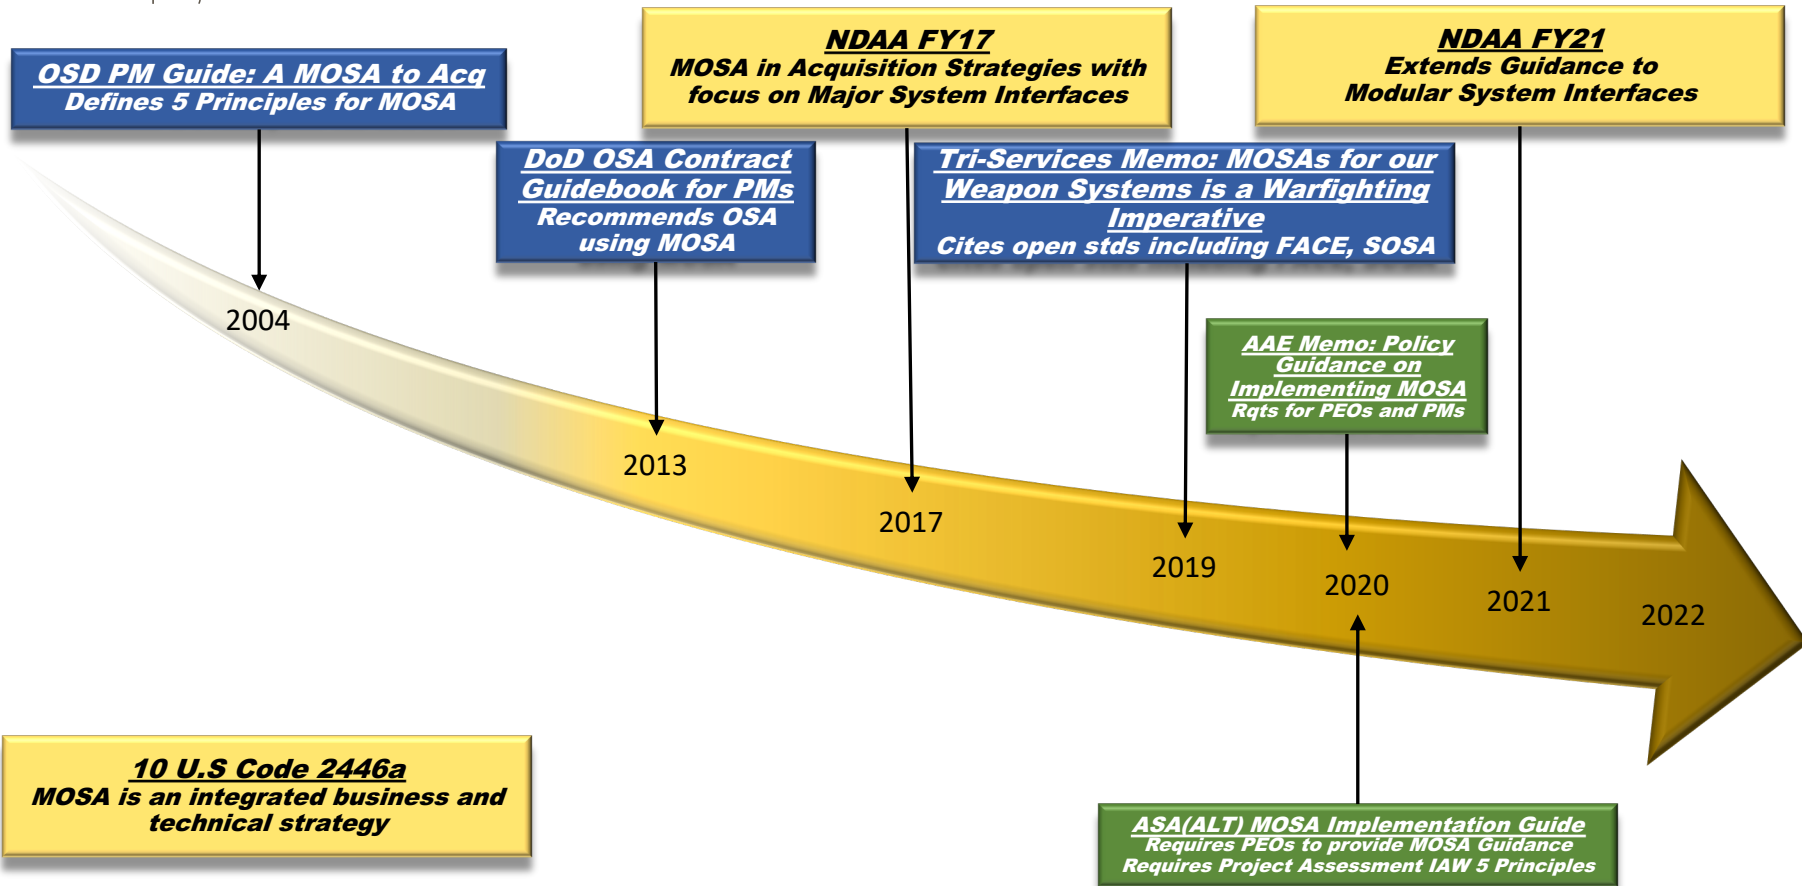 OSD PM Guide: A MOSA to Acq
Defines 5 Principles for MOSA
NDAA FY17
MOSA in Acquisition Strategies with
focus on Major System Interfaces
NDAA FY21
Extends Guidance to
Modular System Interfaces
DoD OSA Contract
Guidebook for PMs
Recommends OSA
using MOSA
Tri-Services Memo: MOSAs for our
Weapon Systems is a Warfighting
Imperative
Cites open stds including FACE, SOSA
AAE Memo: Policy
Guidance on
Implementing MOSA
Rqts for PEOs and PMs
2004
2013
2017
2019
2020
2021
2022
10 U.S Code 2446a
MOSA is an integrated business and
technical strategy
ASA(ALT) MOSA Implementation Guide
Requires PEOs to provide MOSA Guidance
Requires Project Assessment IAW 5 Principles